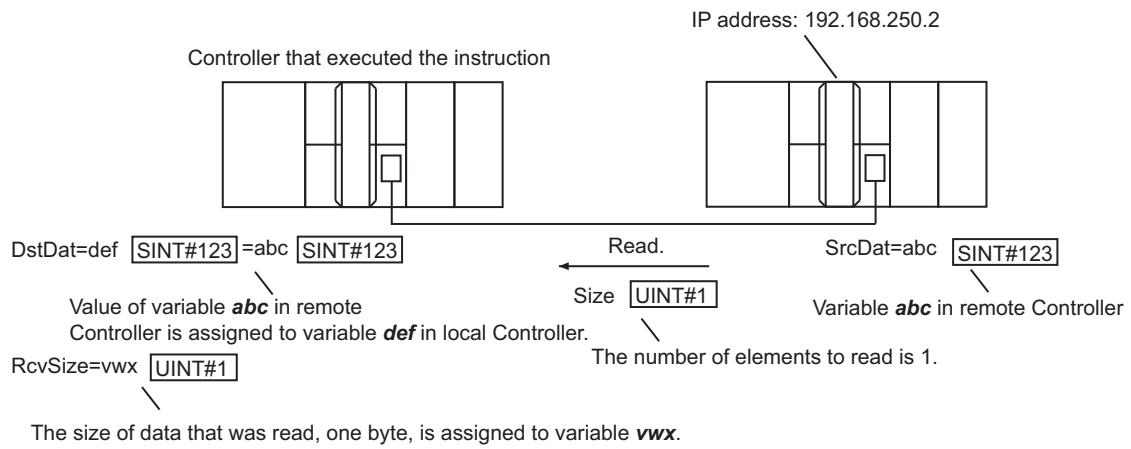 IP address: 192.168.250.2
Controller that executed the instruction
DstDat=def SINT#123 =abc SINT#123
Read.
SrcDat=abc SINT#123
Size UINT#1
Value of variable abc in remote
Controller is assigned to variable def in local Controller.
Variable abc in remote Controller
The number of elements to read is 1.
RcvSize=vwx UINT#1
The size of data that was read, one byte, is assigned to variable vwx.